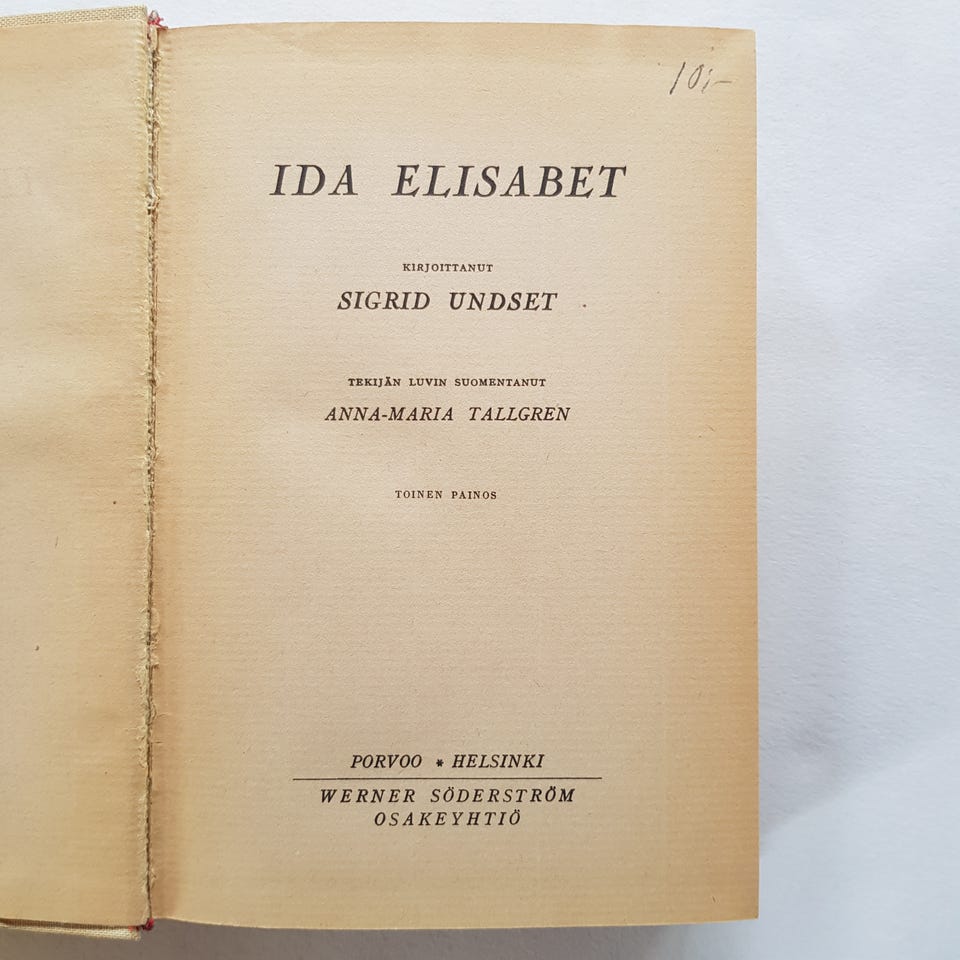 10:-
IDA ELISABET
KIRJOITTANUT
SIGRID UNDSET
TEKIJÄN LUVIN SUOMENTANUT
ANNA-MARIA TALLGREN
TOINEN PAINOS
PORVOO * HELSINKI
WERNER SÖDERSTRÖM
OSAKEYHTIÖ